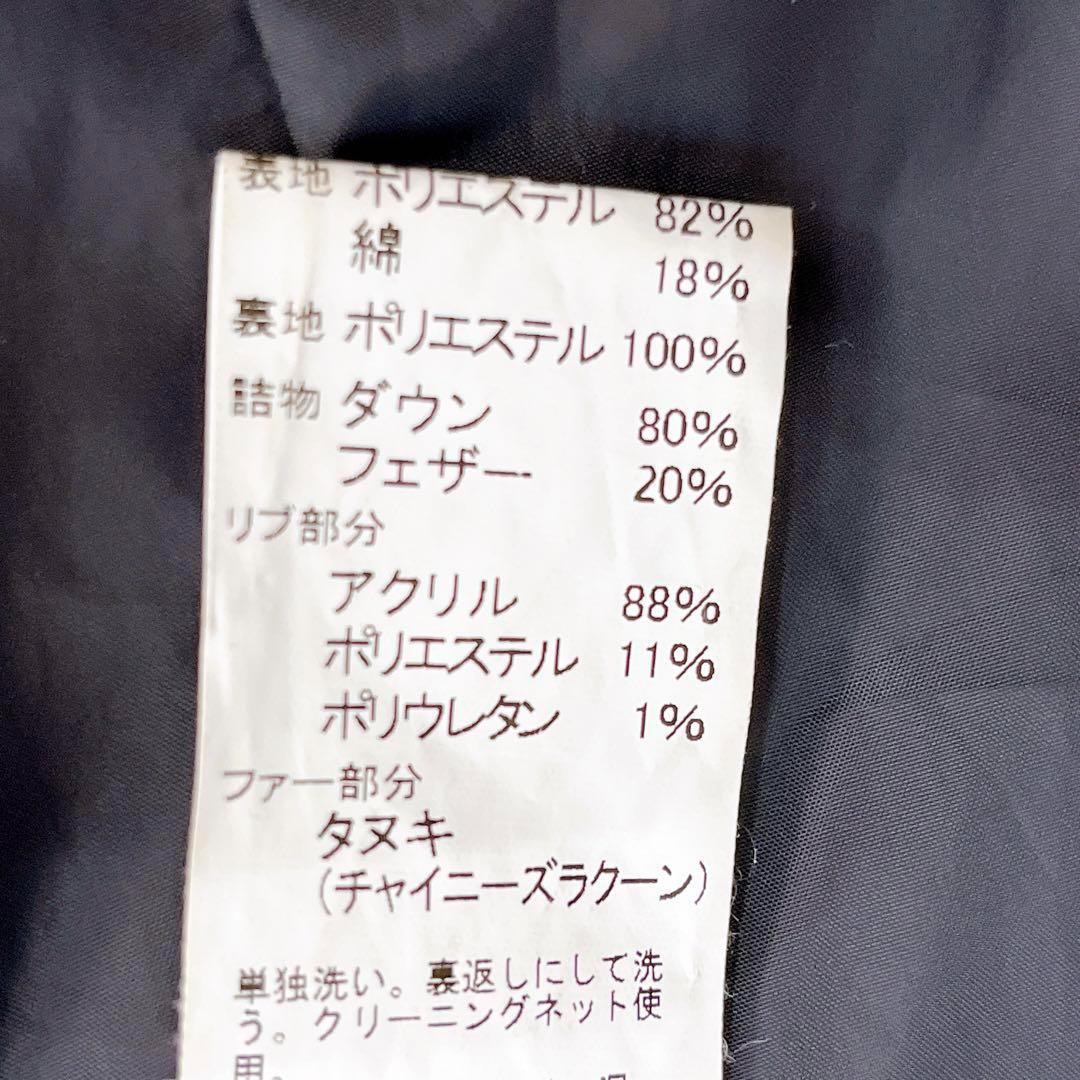 表地 ポリエステル 82%
綿 18%
裏地 ポリエステル 100%
詰物 ダウン 80%
フェザー 20%
リブ部分
アクリル 88%
ポリエステル 11%
ポリウレタン 1%
ファー部分
タヌキ
(チャイニーズラクーン)
単独洗い。裏返しにして洗
う。クリーニングネット使
用。